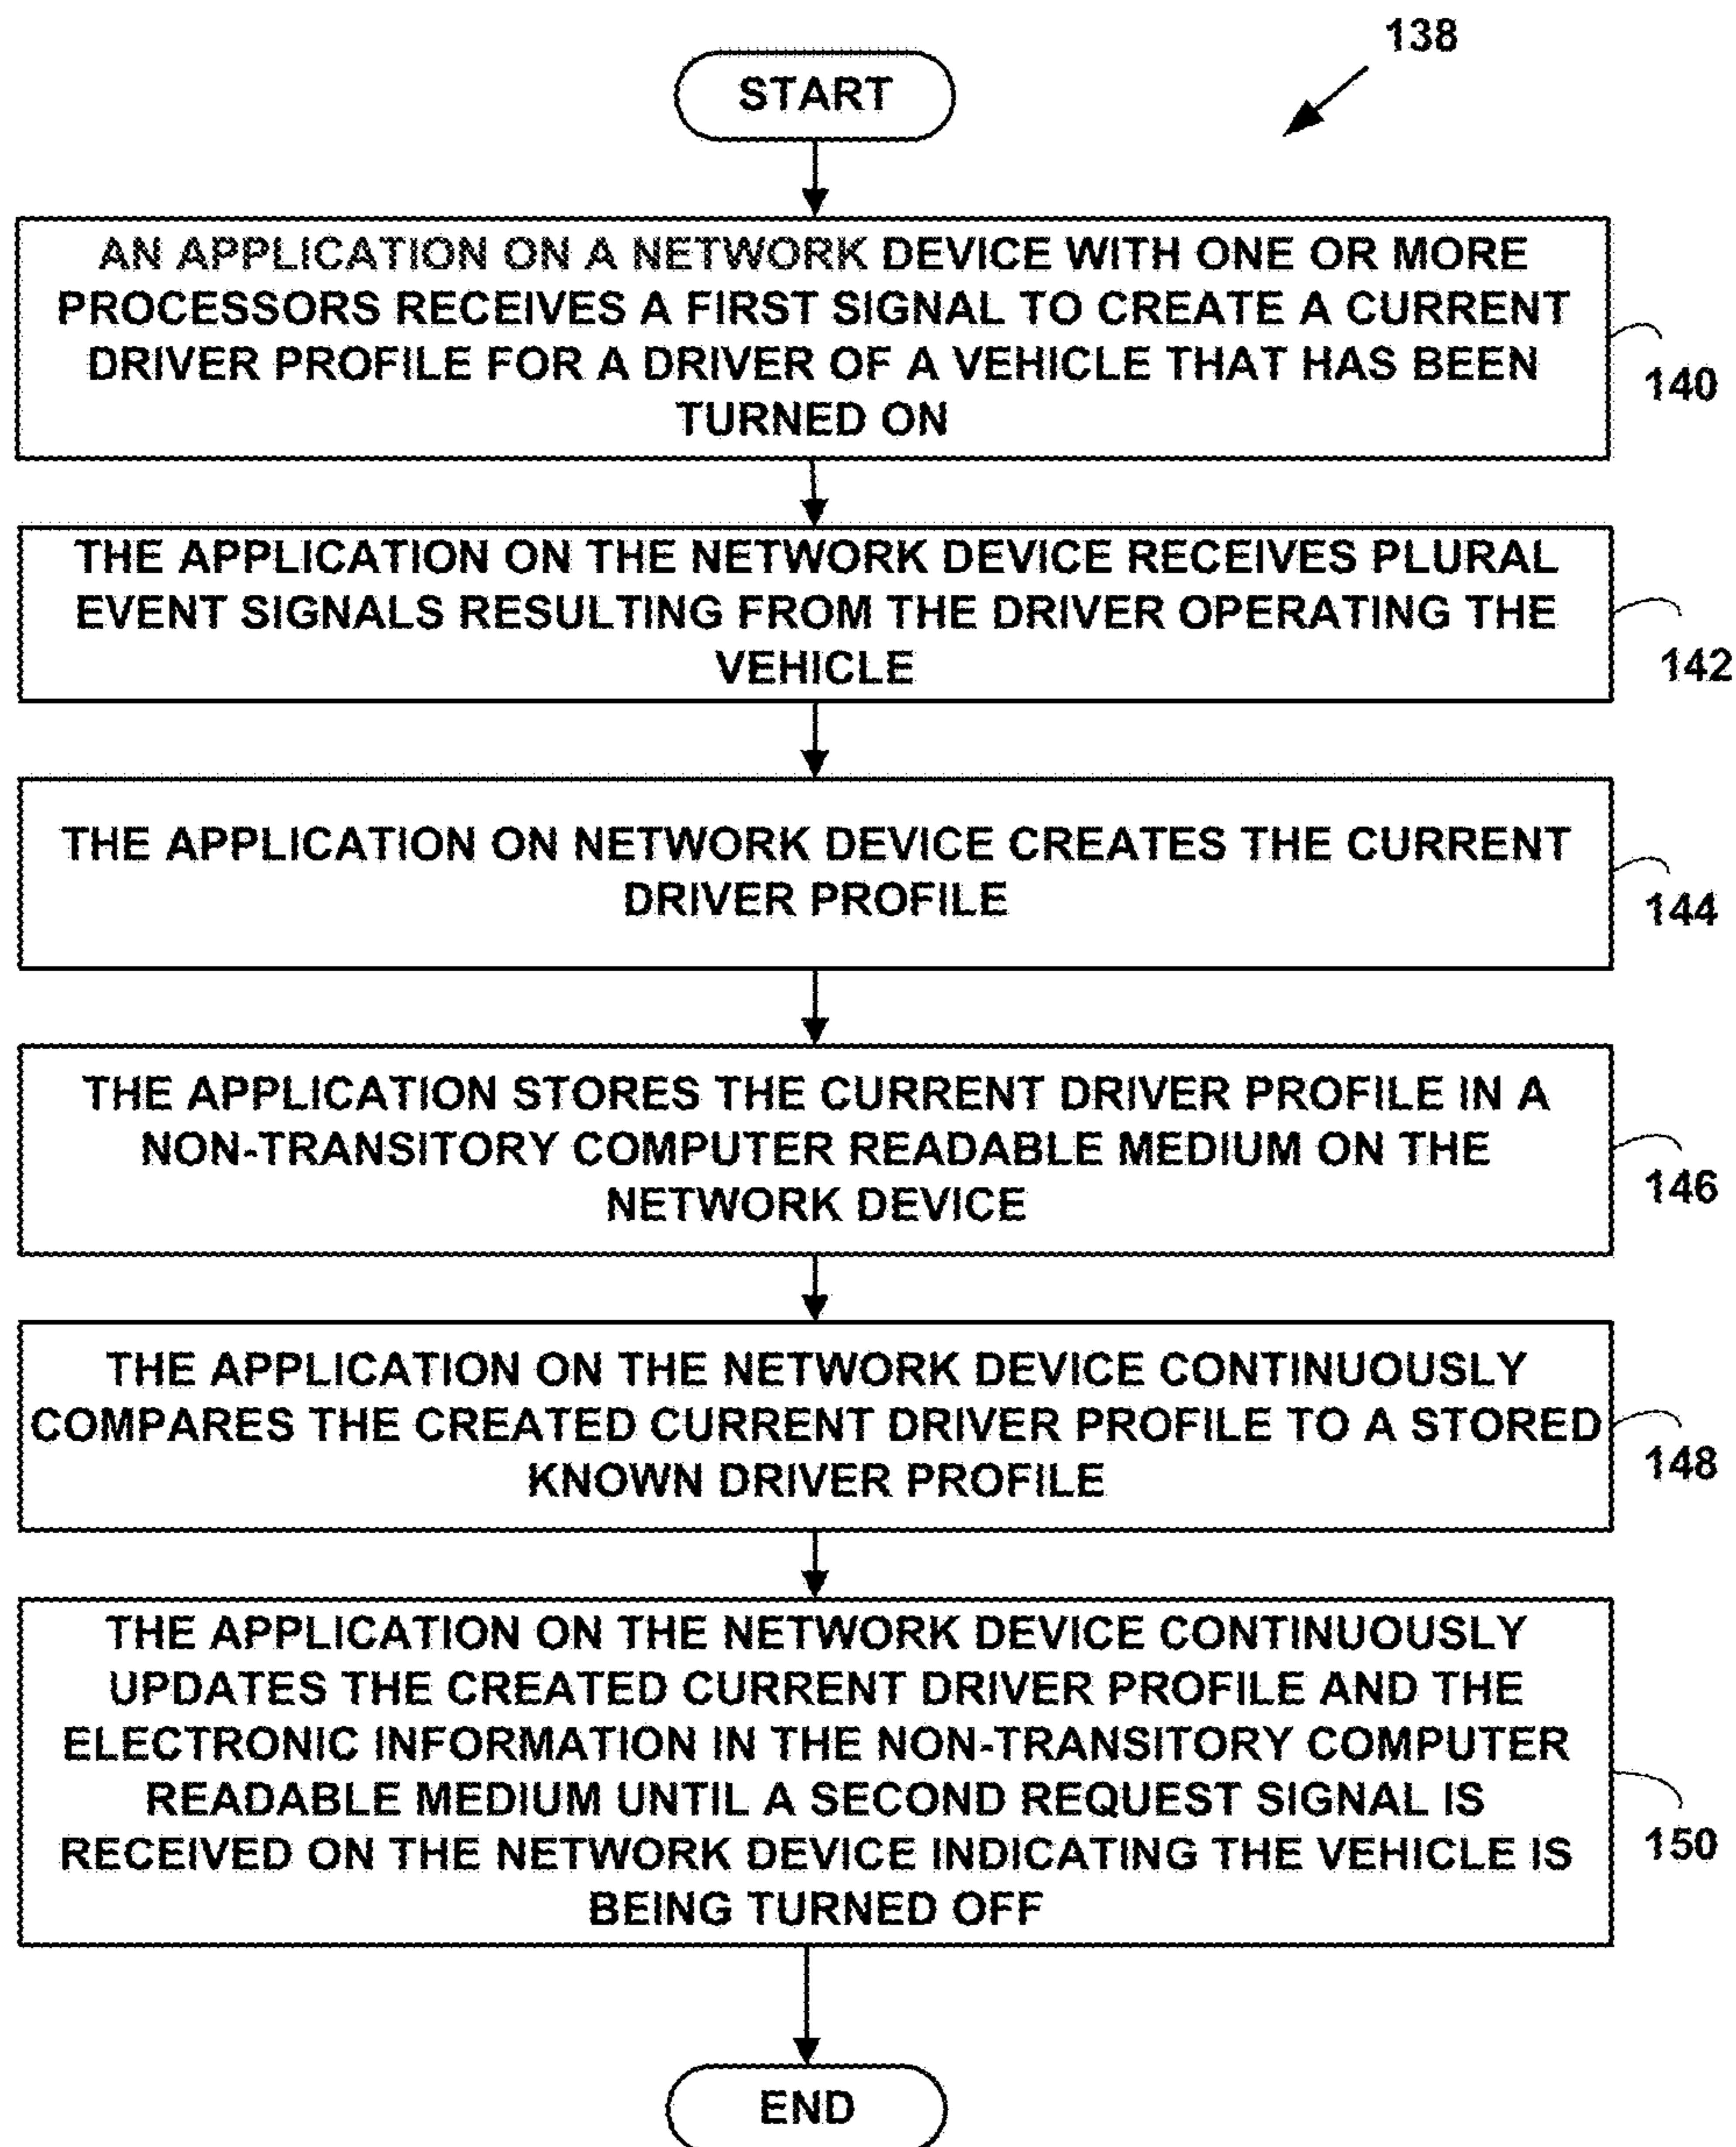 138
START
AN APPLICATION ON A NETWORK DEVICE WITH ONE OR MORE
PROCESSORS RECEIVES A FIRST SIGNAL TO CREATE A CURRENT
DRIVER PROFILE FOR A DRIVER OF A VEHICLE THAT HAS BEEN
TURNED ON
140
THE APPLICATION ON THE NETWORK DEVICE RECEIVES PLURAL
EVENT SIGNALS RESULTING FROM THE DRIVER OPERATING THE
VEHICLE
142
THE APPLICATION ON NETWORK DEVICE CREATES THE CURRENT
DRIVER PROFILE
144
THE APPLICATION STORES THE CURRENT DRIVER PROFILE IN A
NON-TRANSITORY COMPUTER READABLE MEDIUM ON THE
NETWORK DEVICE
146
THE APPLICATION ON THE NETWORK DEVICE CONTINUOUSLY
COMPARES THE CREATED CURRENT DRIVER PROFILE TO A STORED
KNOWN DRIVER PROFILE
148
THE APPLICATION ON THE NETWORK DEVICE CONTINUOUSLY
UPDATES THE CREATED CURRENT DRIVER PROFILE AND THE
ELECTRONIC INFORMATION IN THE NON-TRANSITORY COMPUTER
READABLE MEDIUM UNTIL A SECOND REQUEST SIGNAL IS
RECEIVED ON THE NETWORK DEVICE INDICATING THE VEHICLE IS
BEING TURNED OFF
150
END